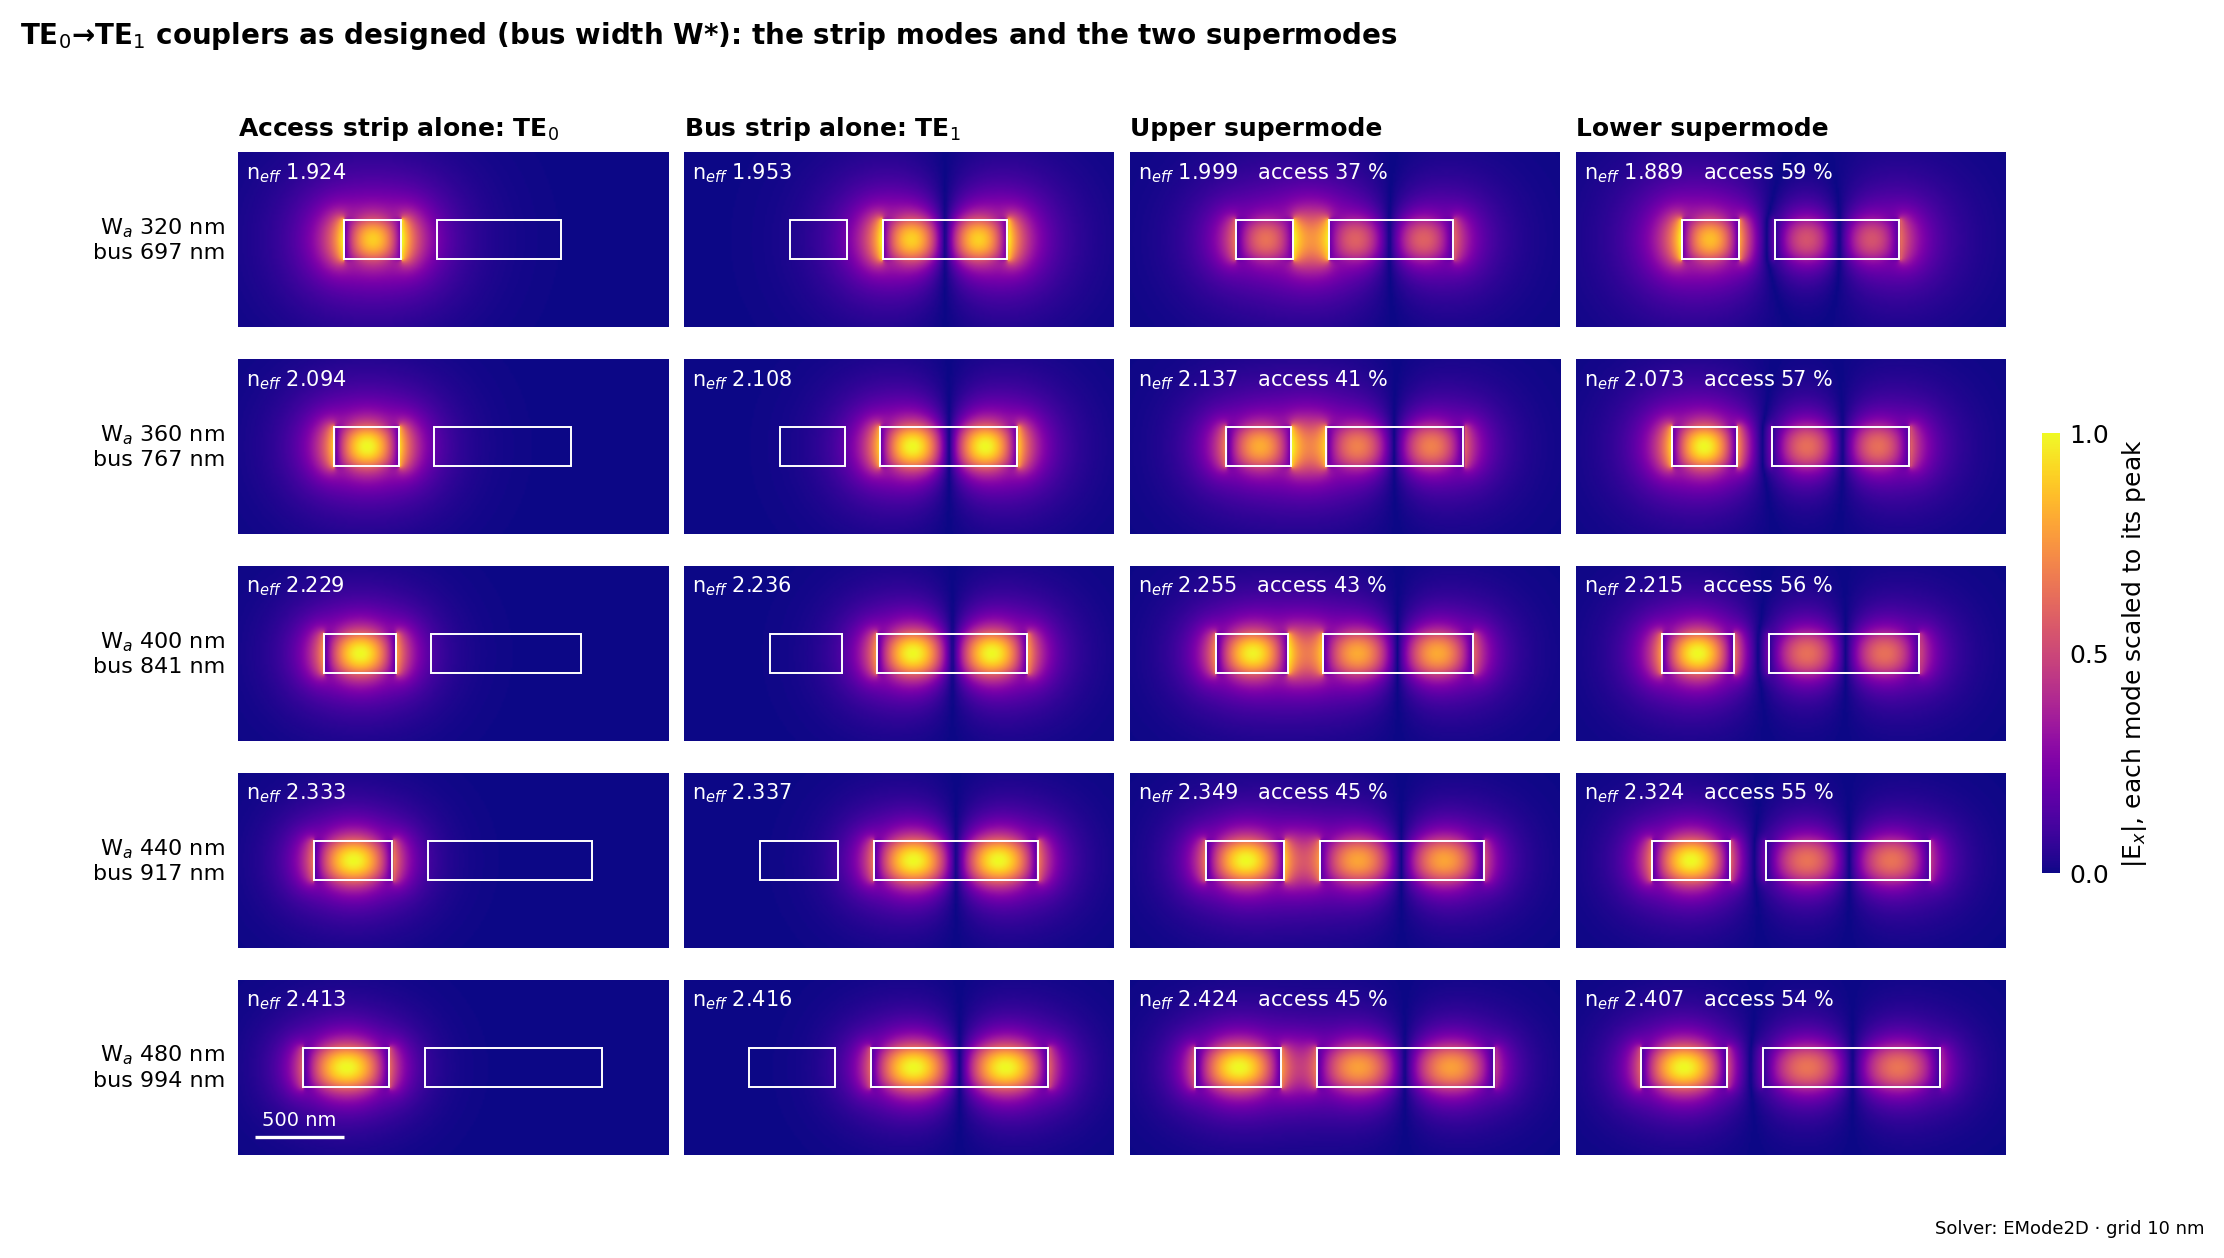 TE₀→TE₁ couplers as designed (bus width W*): the strip modes and the two supermodes
Access strip alone: TE₀
Bus strip alone: TE₁
Upper supermode
Lower supermode
Wₐ 320 nm
bus 697 nm
n_eff 1.924
n_eff 1.953
n_eff 1.999 access 37 %
n_eff 1.889 access 59 %
Wₐ 360 nm
bus 767 nm
n_eff 2.094
n_eff 2.108
n_eff 2.137 access 41 %
n_eff 2.073 access 57 %
Wₐ 400 nm
bus 841 nm
n_eff 2.229
n_eff 2.236
n_eff 2.255 access 43 %
n_eff 2.215 access 56 %
Wₐ 440 nm
bus 917 nm
n_eff 2.333
n_eff 2.337
n_eff 2.349 access 45 %
n_eff 2.324 access 55 %
Wₐ 480 nm
bus 994 nm
n_eff 2.413
500 nm
n_eff 2.416
n_eff 2.424 access 45 %
n_eff 2.407 access 54 %
1.0
0.5
0.0
|Eₓ|, each mode scaled to its peak
Solver: EMode2D · grid 10 nm